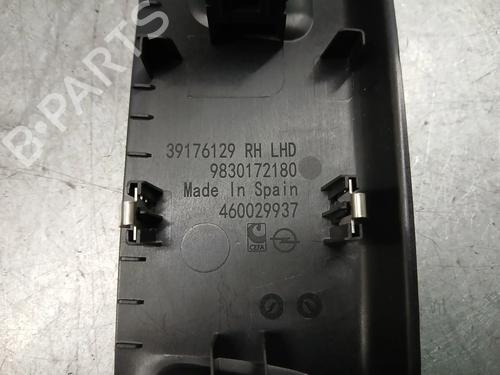 B-PARTS
39176129 RH LHD
9830172180
Made In Spain
460029937
CEFA